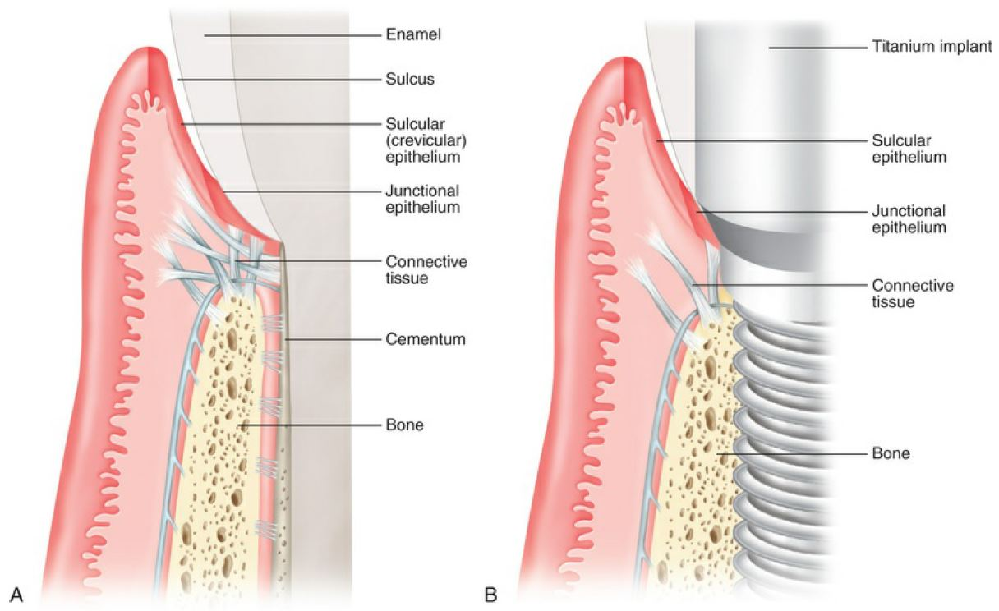 Enamel
Sulcus
Sulcular
(crevicular)
epithelium
Junctional
epithelium
Connective
tissue
Cementum
Bone
A
Titanium implant
Sulcular
epithelium
Junctional
epithelium
Connective
tissue
Bone
B